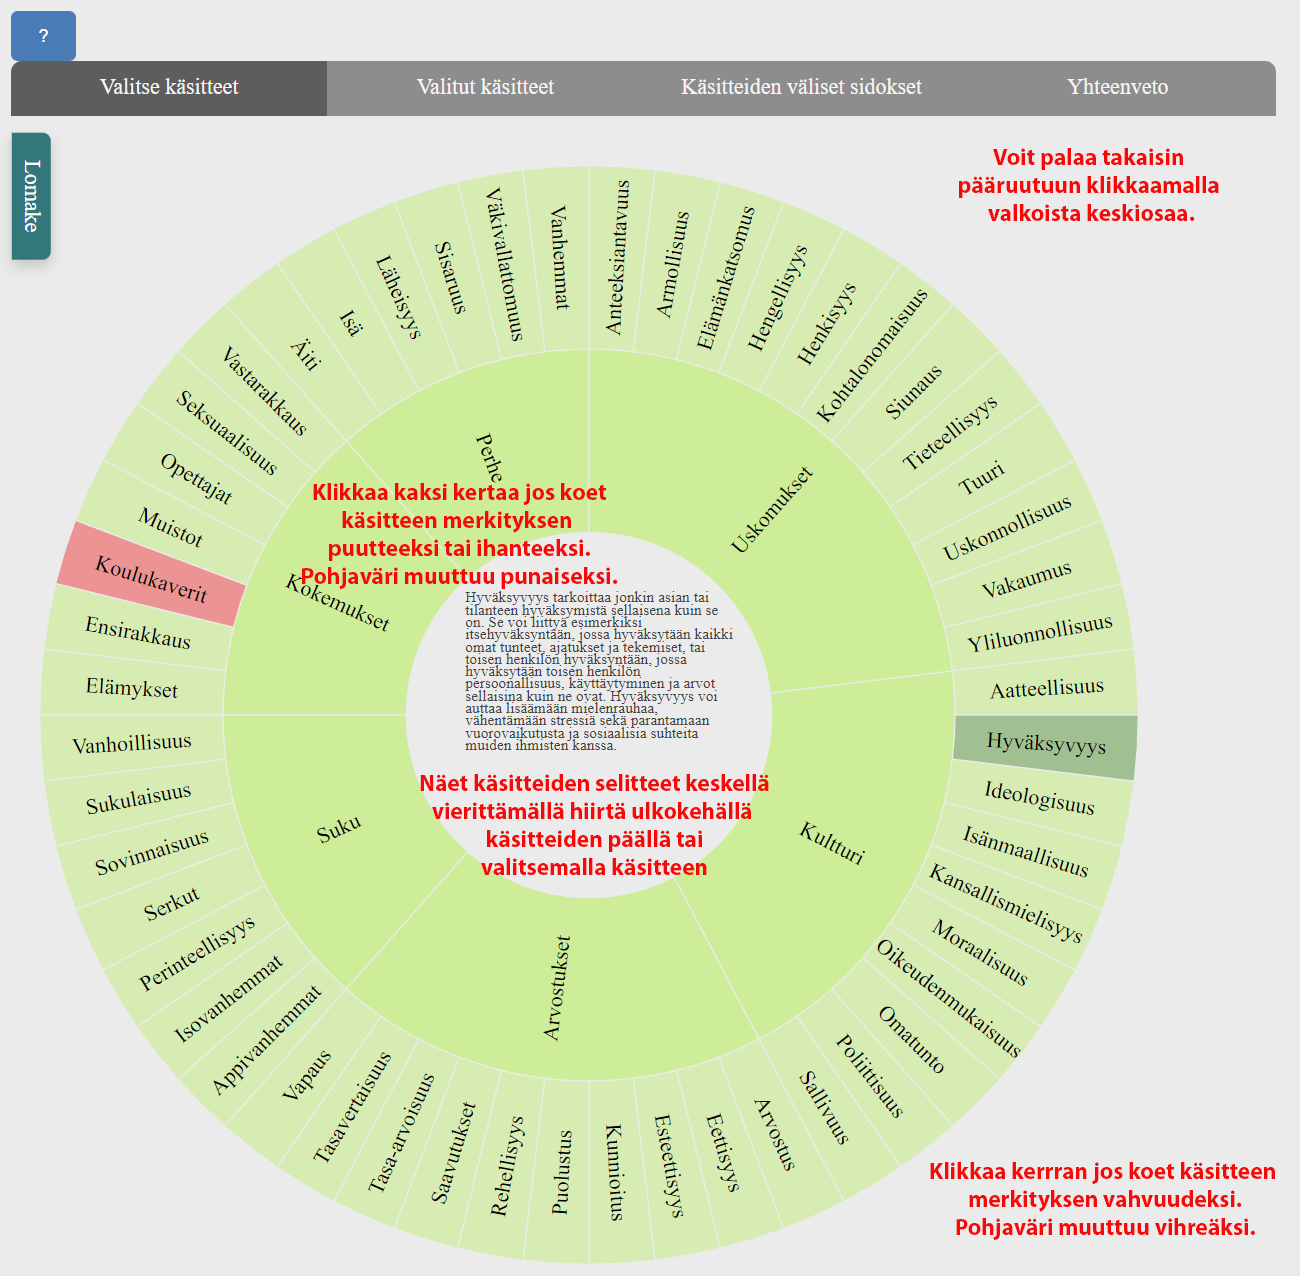 ?
Valitse käsitteet
Valitut käsitteet
Käsitteiden väliset sidokset
Yhteenveto
Lomake
Voit palaa takaisin
pääruutuun klikkaamalla
valkoista keskiosaa.
Anteeksiantavuus
Armollisuus
Elämänkatsomus
Hengellisyys
Henkisyys
Kohtalonomaisuus
Siunaus
Tieteellisyys
Tuuri
Uskonnollisuus
Vakaumus
Yliluonnollisuus
Aatteellisuus
Hyväksyvyys
Ideologisuus
Isänmaallisuus
Kansallismielisyys
Moraalisuus
Oikeudenmukaisuus
Omatunto
Poliittisuus
Sallivuus
Arvostus
Eettisyys
Esteettisyys
Kunnioitus
Puolustus
Rehellisyys
Saavutukset
Tasa-arvoisuus
Tasavertaisuus
Vapaus
Appivanhemmat
Isovanhemmat
Perinteellisyys
Serkut
Sovinnaisuus
Sukulaisuus
Vanhoillisuus
Elämykset
Ensirakkaus
Koulukaverit
Muistot
Opettajat
Seksuaalisuus
Vastarakkaus
Äiti
Isä
Läheisyys
Sisaruus
Väkivallattomuus
Vanhemmat
Perhe
Uskomukset
Kultturi
Arvostukset
Suku
Kokemukset
Klikkaa kaksi kertaa jos koet
käsitteen merkityksen
puutteeksi tai ihanteeksi.
Pohjaväri muuttuu punaiseksi.
Hyväksyvyys tarkoittaa jonkin asian tai
tilanteen hyväksymistä sellaisena kuin se
on. Se voi liittyä esimerkiksi
itsehyväksyntään, jossa hyväksytään kaikki
omat tunteet, ajatukset ja tekemiset, tai
toisen henkilön hyväksyntään, jossa
hyväksytään toisen henkilön
persoonallisuus, käyttäytyminen ja arvot
sellaisina kuin ne ovat. Hyväksyvyys voi
auttaa lisäämään mielenrauhaa,
vähentämään stressiä sekä parantamaan
vuorovaikutusta ja sosiaalisia suhteita
muiden ihmisten kanssa.
Näet käsitteiden selitteet keskellä
vierittämällä hiirtä ulkokehällä
käsitteiden päällä tai
valitsemalla käsitteen
Klikkaa kerrran jos koet käsitteen
merkityksen vahvuudeksi.
Pohjaväri muuttuu vihreäksi.